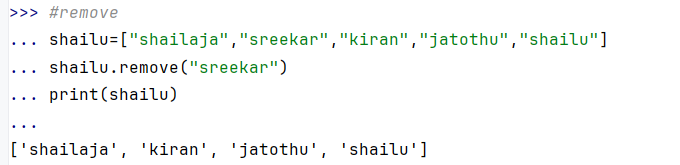 >>> #remove
... shailu=["shailaja","sreekar","kiran","jatothu","shailu"]
... shailu.remove("sreekar")
... print(shailu)
...
['shailaja', 'kiran', 'jatothu', 'shailu']